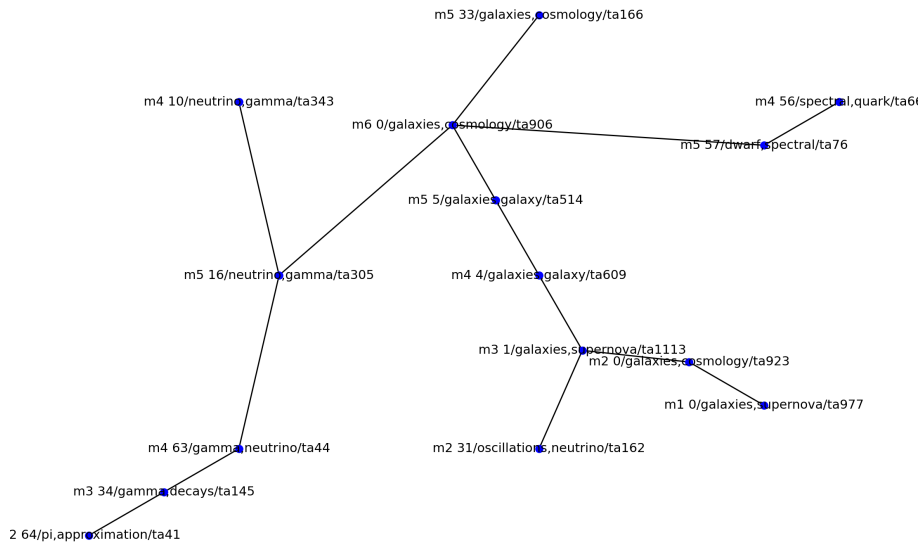 m5 33/galaxies,cosmology/ta166
m4 10/neutrino,gamma/ta343
m4 56/spectral,quark/ta66
m6 0/galaxies,cosmology/ta906
m5 57/dwarf,spectral/ta76
m5 5/galaxies,galaxy/ta514
m5 16/neutrino,gamma/ta305
m4 4/galaxies,galaxy/ta609
m3 1/galaxies,supernova/ta1113
m2 0/galaxies,cosmology/ta923
m1 0/galaxies,supernova/ta977
m4 63/gamma,neutrino/ta44
m2 31/oscillations,neutrino/ta162
m3 34/gamma,decays/ta145
2 64/pi,approximation/ta41